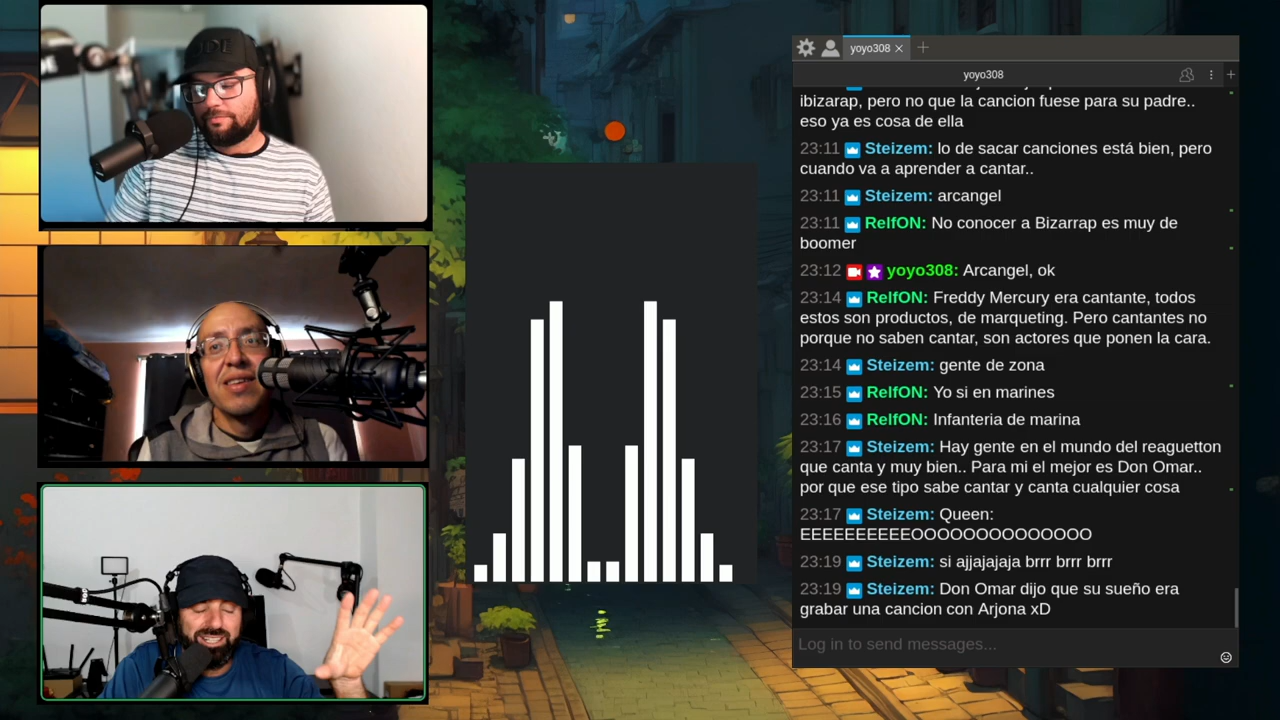 yoyo308
yoyo308
ibizarap, pero no que la cancion fuese para su padre..
eso ya es cosa de ella
23:11 Steizem: lo de sacar canciones está bien, pero
cuando va a aprender a cantar..
23:11 Steizem: arcangel
23:11 RelfON: No conocer a Bizarrap es muy de
boomer
23:12 yoyo308: Arcangel, ok
23:14 RelfON: Freddy Mercury era cantante, todos
estos son productos, de marqueting. Pero cantantes no
porque no saben cantar, son actores que ponen la cara.
23:14 Steizem: gente de zona
23:15 RelfON: Yo si en marines
23:16 RelfON: Infanteria de marina
23:17 Steizem: Hay gente en el mundo del reaguetton
que canta y muy bien.. Para mi el mejor es Don Omar..
por que ese tipo sabe cantar y canta cualquier cosa
23:17 Steizem: Queen:
EEEEEEEEEEOOOOOOOOOOOOOO
23:19 Steizem: si ajjajajaja brrr brrr brrr
23:19 Steizem: Don Omar dijo que su sueño era
grabar una cancion con Arjona xD
Log in to send messages...